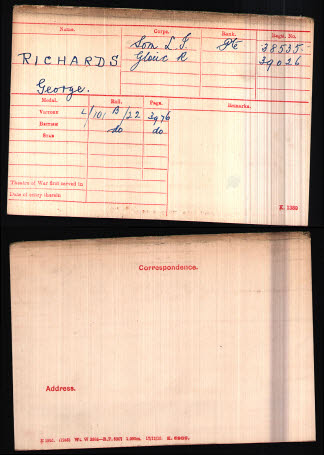 Name. Corps. Rank. Regtl. No.
Som L.I. Pte 38535
RICHARDS Glouc R 39026
George.
Medal. Roll. Page. Remarks.
VICTORY L/101 B/22 3976
BRITISH do do
STAR
Theatre of War first served in
Date of entry therein
K. 1380
Correspondence.
Address.